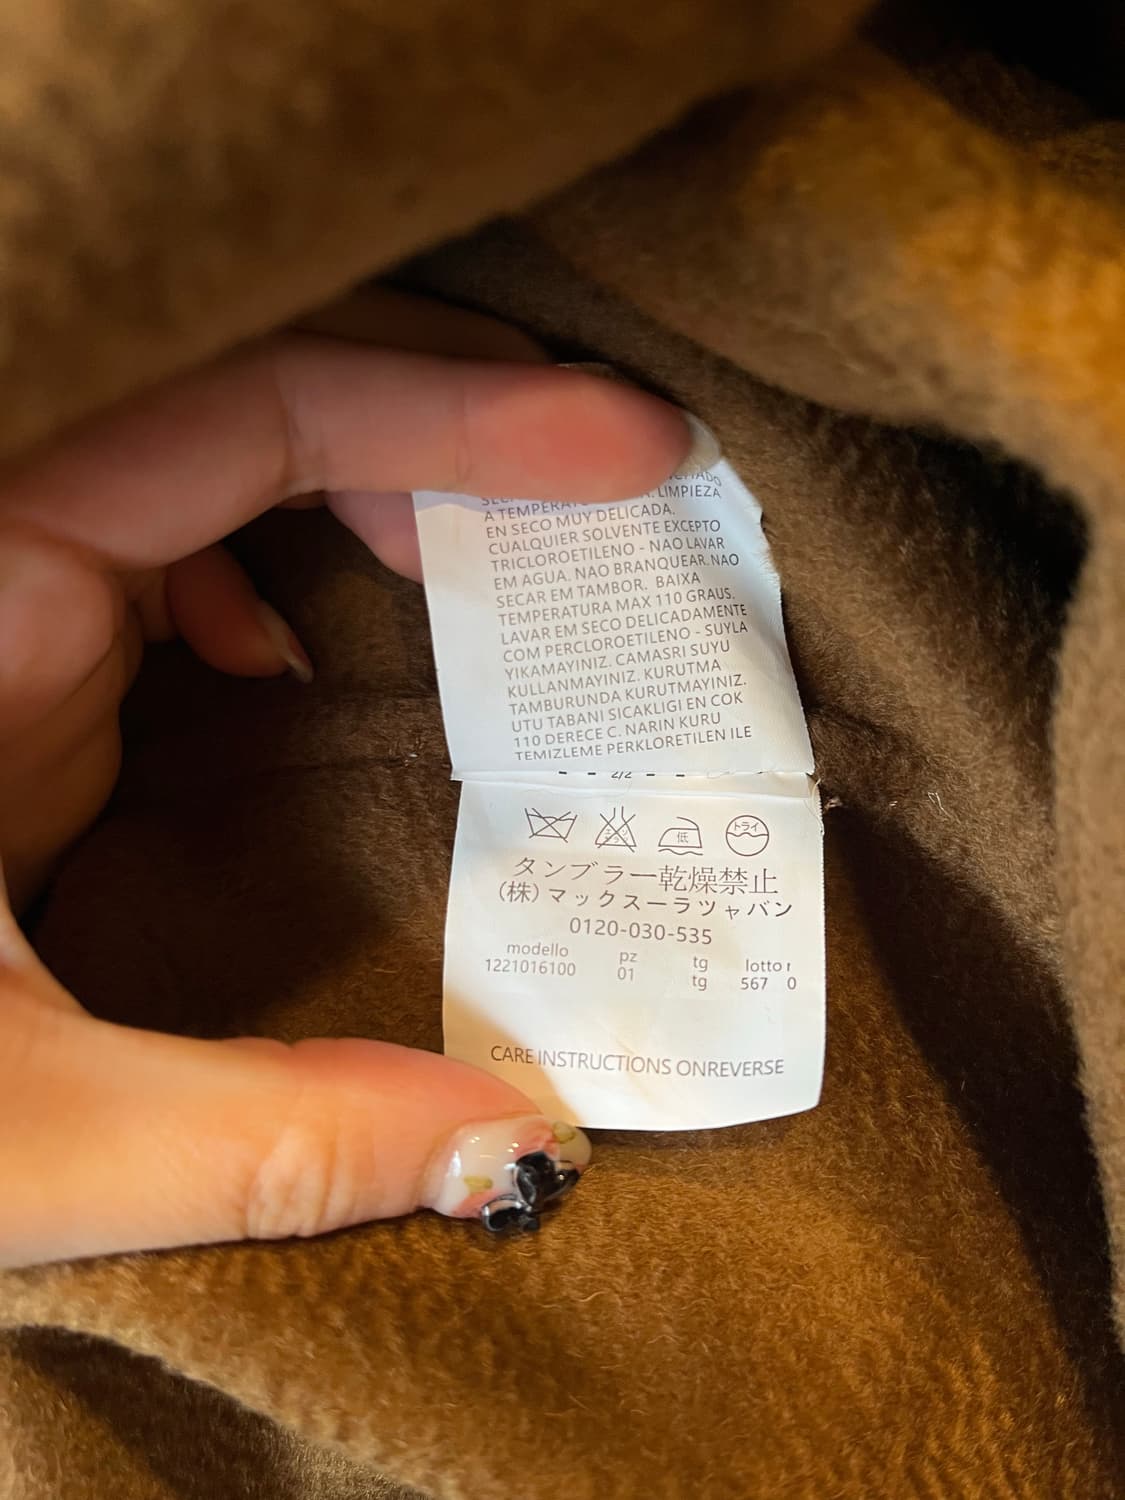 LIMPIEZA
A
EN SECO MUY DELICADA.
CUALQUIER SOLVENTE EXCEPTO
TRICLOROETILENO - NAO LAVAR
EM AGUA. NAO BRANQUEAR.NAO
SECAR EM TAMBOR. BAIXA
TEMPERATURA MAX 110 GRAUS.
LAVAR EM SECO DELICADAMENTE
COM PERCLOROETILENO - SUYLA
YIKAMAYINIZ. CAMASRI SUYU
KULLANMAYINIZ. KURUTMA
TAMBURUNDA KURUTMAYINIZ.
UTU TABANI SICAKLIGI EN COK
110 DERECE C. NARIN KURU
TEMIZLEME PERKLORETILEN ILE
- - 2/2 - -
低 ドライ
タンブラー乾燥禁止
(株)マックスーラツャバン
0120-030-535
modello pz tg lotto r
1221016100 01 tg 567 0
CARE INSTRUCTIONS ONREVERSE